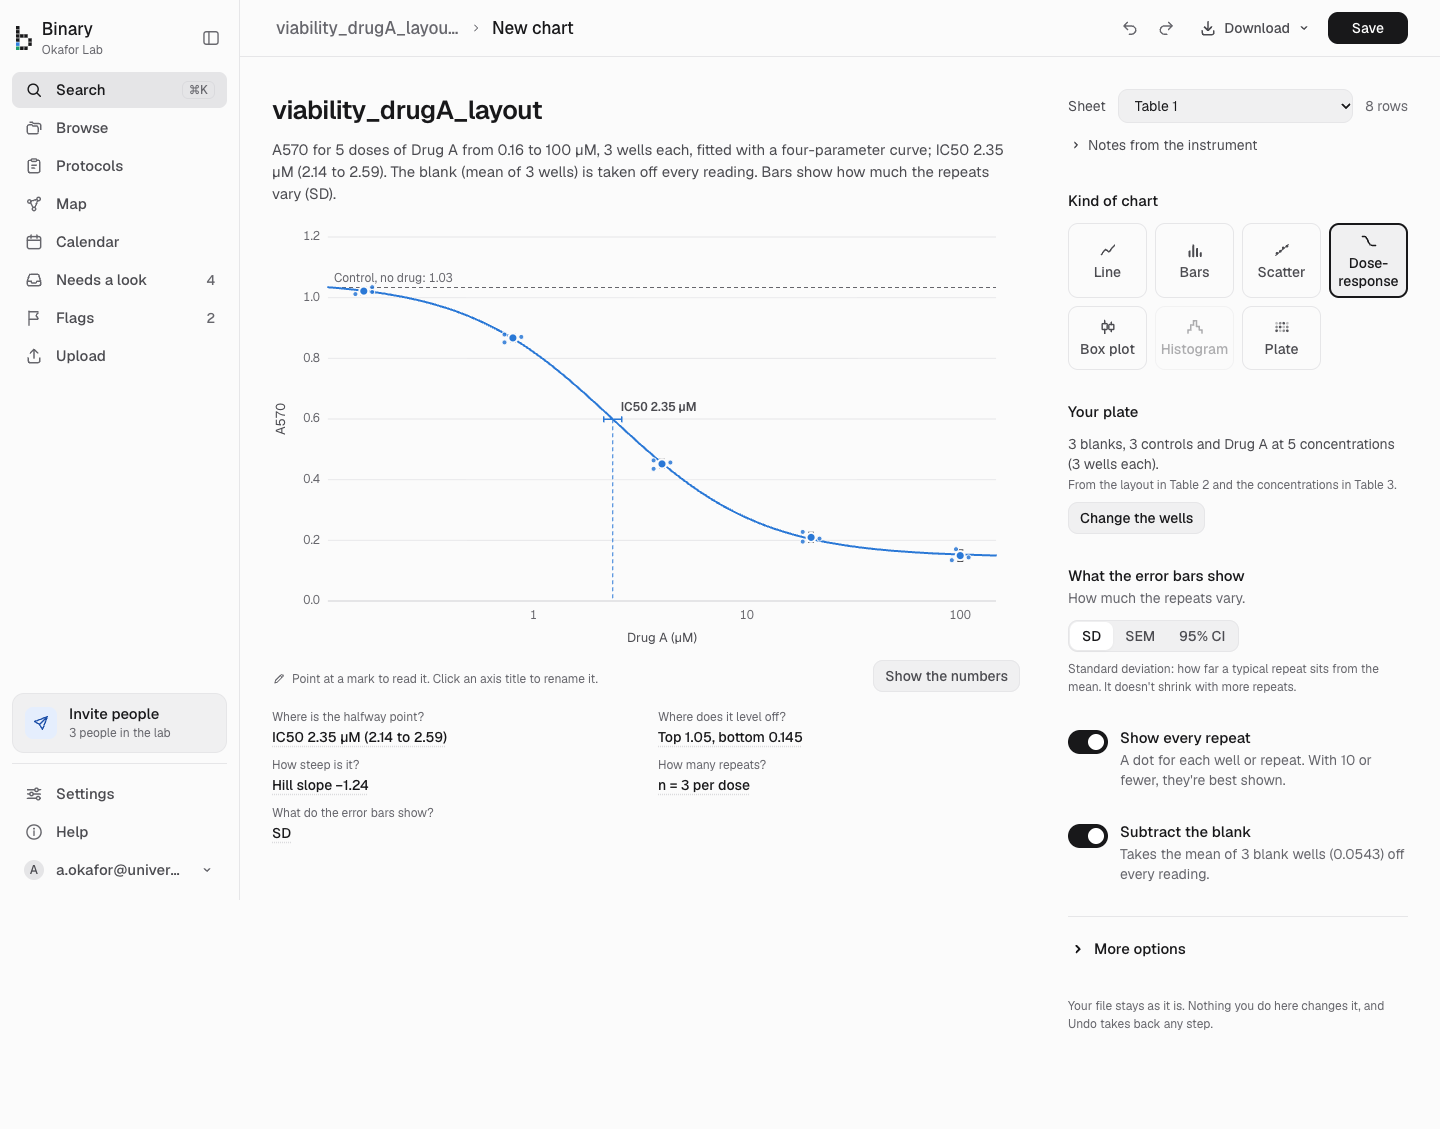 Binary
Okafor Lab
Search ⌘K
Browse
Protocols
Map
Calendar
Needs a look 4
Flags 2
Upload
Invite people
3 people in the lab
Settings
Help
A a.okafor@univer...
viability_drugA_layou... › New chart
Download
Save
viability_drugA_layout
A570 for 5 doses of Drug A from 0.16 to 100 µM, 3 wells each, fitted with a four-parameter curve; IC50 2.35
µM (2.14 to 2.59). The blank (mean of 3 wells) is taken off every reading. Bars show how much the repeats
vary (SD).
1.2
Control, no drug: 1.03
1.0
0.8
IC50 2.35 µM
0.6
A570
0.4
0.2
0.0
1 10 100
Drug A (µM)
Point at a mark to read it. Click an axis title to rename it.
Show the numbers
Where is the halfway point?
IC50 2.35 µM (2.14 to 2.59)
Where does it level off?
Top 1.05, bottom 0.145
How steep is it?
Hill slope −1.24
How many repeats?
n = 3 per dose
What do the error bars show?
SD
Sheet Table 1 8 rows
Notes from the instrument
Kind of chart
Line
Bars
Scatter
Dose-
response
Box plot
Histogram
Plate
Your plate
3 blanks, 3 controls and Drug A at 5 concentrations
(3 wells each).
From the layout in Table 2 and the concentrations in Table 3.
Change the wells
What the error bars show
How much the repeats vary.
SD SEM 95% CI
Standard deviation: how far a typical repeat sits from the
mean. It doesn't shrink with more repeats.
Show every repeat
A dot for each well or repeat. With 10 or
fewer, they're best shown.
Subtract the blank
Takes the mean of 3 blank wells (0.0543) off
every reading.
More options
Your file stays as it is. Nothing you do here changes it, and
Undo takes back any step.